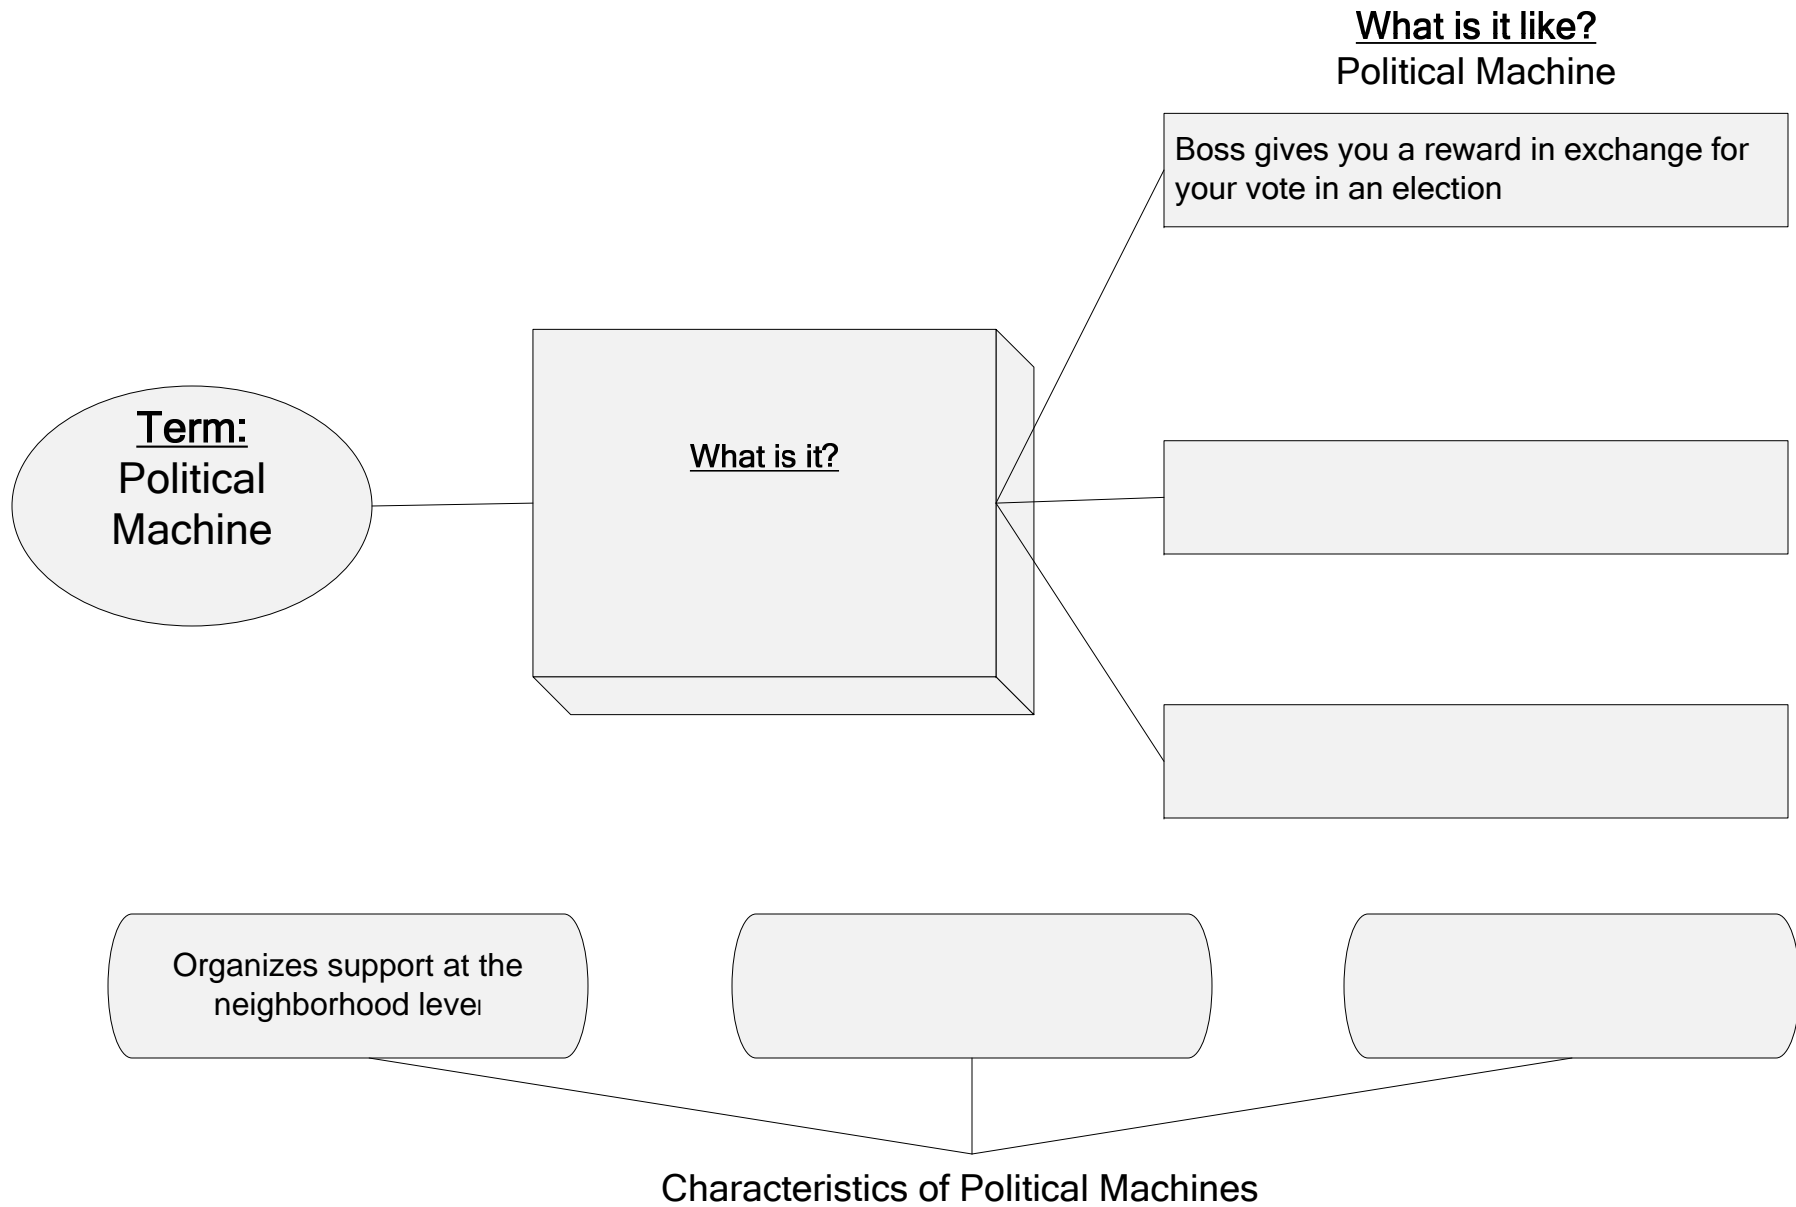 What is it like?
Political Machine
Boss gives you a reward in exchange for
your vote in an election
Term:
Political
Machine
What is it?
Organizes support at the
neighborhood level
Characteristics of Political Machines